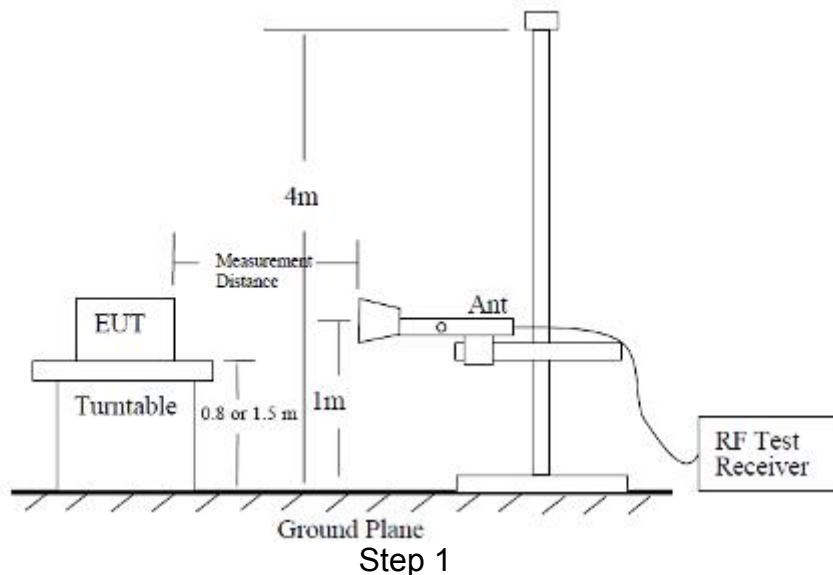 4m
Measurement
Distance
EUT
Ant
Turntable
0.8 or 1.5 m
1m
RF Test
Receiver
Ground Plane
Step 1